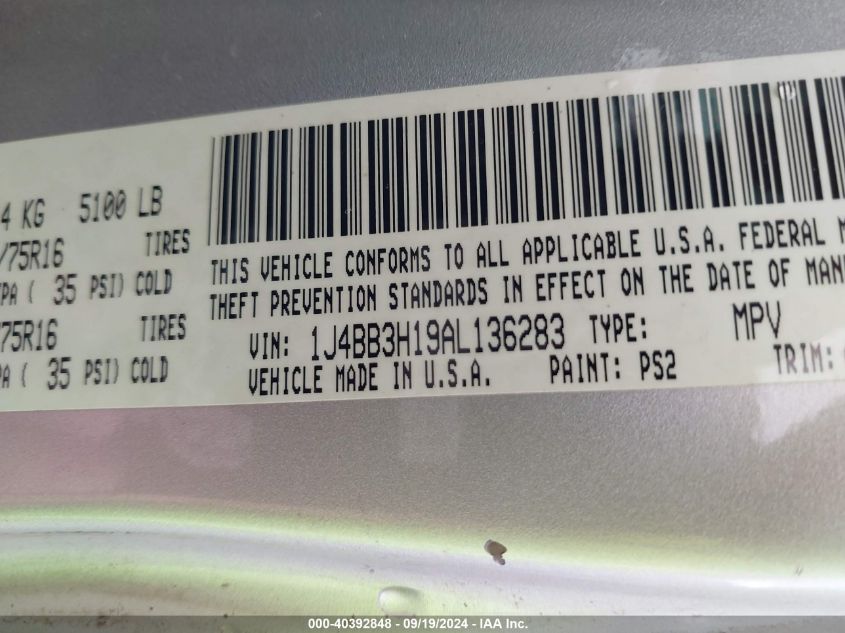 4 KG 5100 LB
/75R16 TIRES
PA ( 35 PSI) COLD
75R16 TIRES
PA ( 35 PSI) COLD
THIS VEHICLE CONFORMS TO ALL APPLICABLE U.S.A. FEDERAL M
THEFT PREVENTION STANDARDS IN EFFECT ON THE DATE OF MAN
VIN: 1J4BB3H19AL136283 TYPE: MPV
VEHICLE MADE IN U.S.A. PAINT: PS2 TRIM:
000-40392848 - 09/19/2024 - IAA Inc.